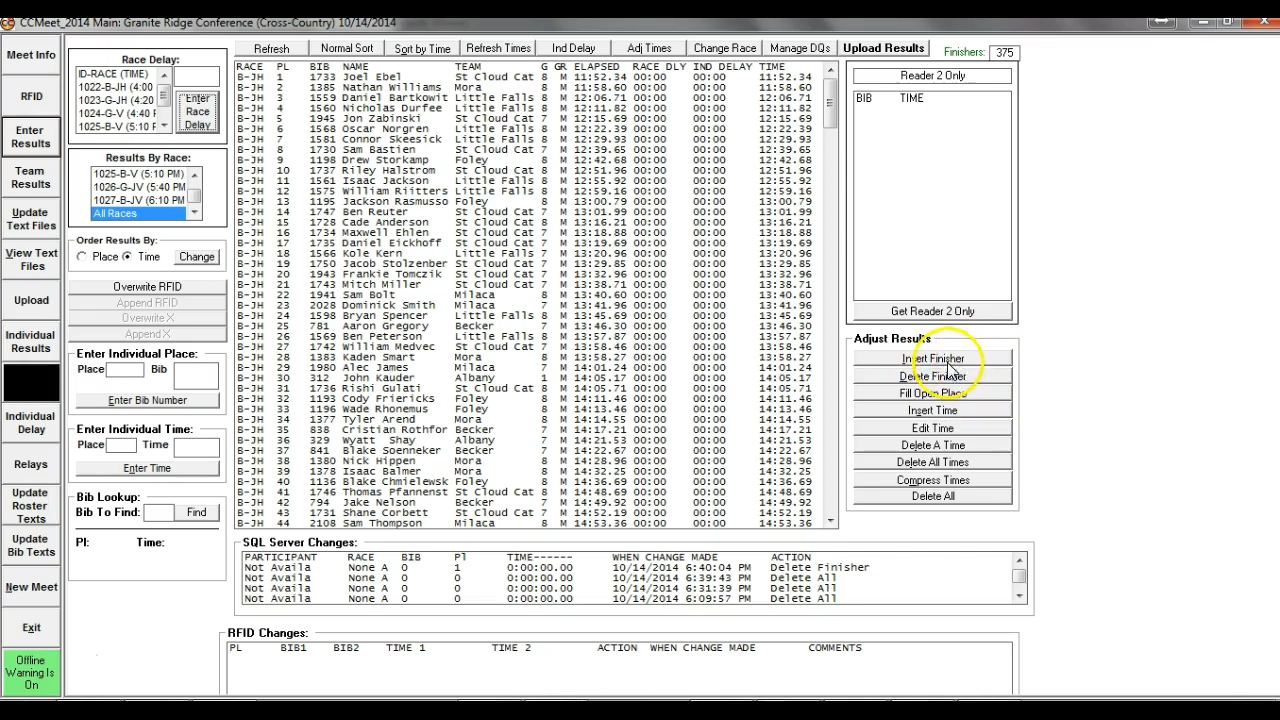 CCMeet_2014 Main: Granite Ridge Conference (Cross-Country) 10/14/2014
Meet Info
RFID
Enter Results
Team Results
Update Text Files
View Text Files
Upload
Individual Results
Individual Delay
Relays
Update Roster Texts
Update Bib Texts
New Meet
Exit
Offline Warning Is On
Race Delay:
ID-RACE (TIME)
1022-B-JH (4:00
1023-G-JH (4:20
1024-G-V (4:40 F
1025-B-V (5:10 F
Enter Race Delay
Results By Race:
1025-B-V (5:10 PM)
1026-G-JV (5:40 PM
1027-B-JV (6:10 PM
All Races
Order Results By:
Place Time Change
Overwrite RFID
Append RFID
Overwrite X
Append X
Enter Individual Place:
Place Bib
Enter Bib Number
Enter Individual Time:
Place Time
Enter Time
Bib Lookup:
Bib To Find: Find
Pl: Time:
Refresh Normal Sort Sort by Time Refresh Times Ind Delay Adj Times Change Race Manage DQs Upload Results Finishers: 375
RACE PL BIB NAME TEAM G GR ELAPSED RACE DLY IND DELAY TIME
B-JH 1 1733 Joel Ebel St Cloud Cat 8 M 11:52.34 00:00 00:00 11:52.34
B-JH 2 1385 Nathan Williams Mora 8 M 11:58.60 00:00 00:00 11:58.60
B-JH 3 1559 Daniel Bartkowit Little Falls 8 M 12:06.71 00:00 00:00 12:06.71
B-JH 4 1560 Nicholas Durfee Little Falls 8 M 12:11.82 00:00 00:00 12:11.82
B-JH 5 1945 Jon Zabinski St Cloud Cat 7 M 12:15.69 00:00 00:00 12:15.69
B-JH 6 1568 Oscar Norgren Little Falls 8 M 12:22.39 00:00 00:00 12:22.39
B-JH 7 1581 Connor Skeesick Little Falls 7 M 12:29.93 00:00 00:00 12:29.93
B-JH 8 1730 Sam Bastien St Cloud Cat 7 M 12:39.65 00:00 00:00 12:39.65
B-JH 9 1198 Drew Storkamp Foley 8 M 12:42.68 00:00 00:00 12:42.68
B-JH 10 1737 Riley Halstrom St Cloud Cat 7 M 12:51.96 00:00 00:00 12:51.96
B-JH 11 1561 Isaac Jackson Little Falls 8 M 12:55.92 00:00 00:00 12:55.92
B-JH 12 1575 William Riitters Little Falls 7 M 12:59.16 00:00 00:00 12:59.16
B-JH 13 1195 Jackson Rasmusso Foley 8 M 13:00.79 00:00 00:00 13:00.79
B-JH 14 1747 Ben Reuter St Cloud Cat 7 M 13:01.99 00:00 00:00 13:01.99
B-JH 15 1728 Cade Anderson St Cloud Cat 8 M 13:16.21 00:00 00:00 13:16.21
B-JH 16 1734 Maxwell Ehlen St Cloud Cat 7 M 13:18.88 00:00 00:00 13:18.88
B-JH 17 1735 Daniel Eickhoff St Cloud Cat 7 M 13:19.69 00:00 00:00 13:19.69
B-JH 18 1566 Kole Kern Little Falls 7 M 13:20.96 00:00 00:00 13:20.96
B-JH 19 1750 Jacob Stolzenber St Cloud Cat 7 M 13:29.85 00:00 00:00 13:29.85
B-JH 20 1943 Frankie Tomczik St Cloud Cat 7 M 13:32.96 00:00 00:00 13:32.96
B-JH 21 1743 Mitch Miller St Cloud Cat 7 M 13:38.71 00:00 00:00 13:38.71
B-JH 22 1941 Sam Bolt Milaca 8 M 13:40.60 00:00 00:00 13:40.60
B-JH 23 2028 Dominick Smith Milaca 7 M 13:41.96 00:00 00:00 13:41.96
B-JH 24 1598 Bryan Spencer Little Falls 7 M 13:45.96 00:00 00:00 13:45.96
B-JH 25 781 Aaron Gregory Becker 7 M 13:46.30 00:00 00:00 13:46.30
B-JH 26 1569 Ben Peterson Little Falls 7 M 13:57.87 00:00 00:00 13:57.87
B-JH 27 1742 William Medvec St Cloud Cat 7 M 13:58.46 00:00 00:00 13:58.46
B-JH 28 1383 Kaden Smart Mora 7 M 13:58.27 00:00 00:00 13:58.27
B-JH 29 1980 Alec James Milaca 8 M 14:01.24 00:00 00:00 14:01.24
B-JH 30 312 John Kauder Albany 1 M 14:05.17 00:00 00:00 14:05.17
B-JH 31 1736 Rishi Gulati St Cloud Cat 8 M 14:05.71 00:00 00:00 14:05.71
B-JH 32 1193 Cody Friericks Foley 7 M 14:11.46 00:00 00:00 14:11.46
B-JH 33 1196 Wade Rhonemus Foley 7 M 14:13.46 00:00 00:00 14:13.46
B-JH 34 1377 Tyler Arend Mora 7 M 14:14.55 00:00 00:00 14:14.55
B-JH 35 838 Cristian Rothfor Becker 7 M 14:21.00 00:00 00:00 14:21.00
B-JH 36 329 Wyatt Shay Albany 7 M 14:21.53 00:00 00:00 14:21.53
B-JH 37 841 Blake Soenneker Becker 7 M 14:22.67 00:00 00:00 14:22.67
B-JH 38 1380 Nick Hippen Mora 7 M 14:28.96 00:00 00:00 14:28.96
B-JH 39 1378 Isaac Balmer Mora 7 M 14:32.25 00:00 00:00 14:32.25
B-JH 40 1136 Blake Chmielewsk Foley 7 M 14:36.64 00:00 00:00 14:36.64
B-JH 41 1746 Thomas Pfannenst St Cloud Cat 7 M 14:48.69 00:00 00:00 14:48.69
B-JH 42 794 Jake Nelson Becker 7 M 14:49.92 00:00 00:00 14:49.92
B-JH 43 1731 Shane Corbett St Cloud Cat 7 M 14:52.19 00:00 00:00 14:52.19
B-JH 44 2108 Sam Thompson Milaca 8 M 14:53.36 00:00 00:00 14:53.36
Reader 2 Only
BIB TIME
Get Reader 2 Only
Adjust Results
Insert Finisher
Delete Finisher
Fill Open Place
Insert Time
Edit Time
Delete A Time
Delete All Times
Compress Times
Delete All
SQL Server Changes:
PARTICIPANT RACE BIB Pl TIME------ WHEN CHANGE MADE ACTION
Not Availa None A 0 1 0:00:00.00 10/14/2014 6:40:04 PM Delete Finisher
Not Availa None A 0 0 0:00:00.00 10/14/2014 6:39:43 PM Delete All
Not Availa None A 0 0 0:00:00.00 10/14/2014 6:31:39 PM Delete All
Not Availa None A 0 0 0:00:00.00 10/14/2014 6:09:57 PM Delete All
RFID Changes:
PL BIB1 BIB2 TIME 1 TIME 2 ACTION WHEN CHANGE MADE COMMENTS